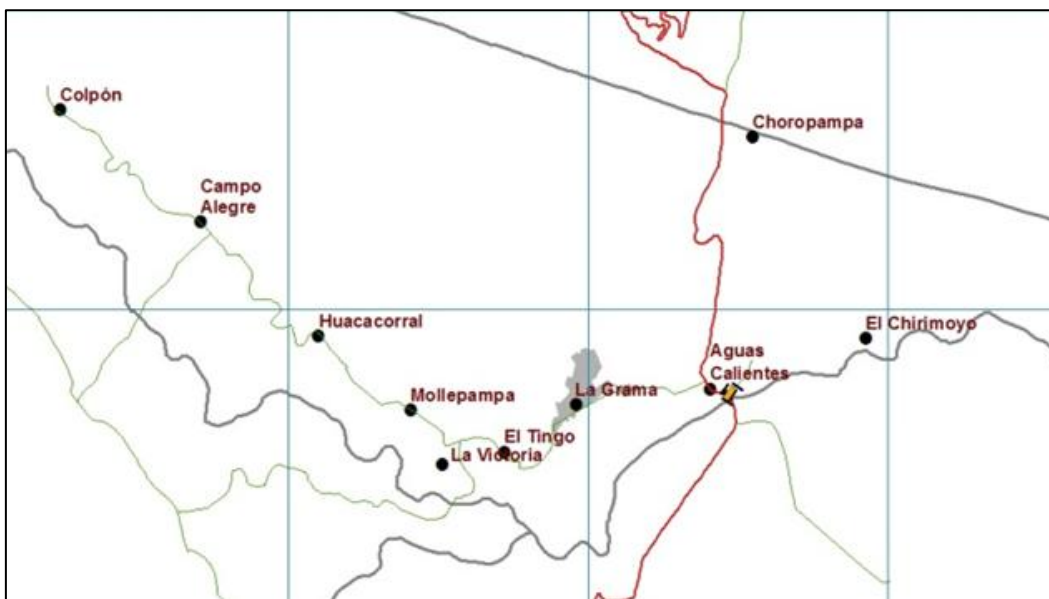 Colpón
Choropampa
Campo
Alegre
Huacacorral
El Chirimoyo
Aguas
Calientes
Mollepampa
La Grama
El Tingo
La Victoria